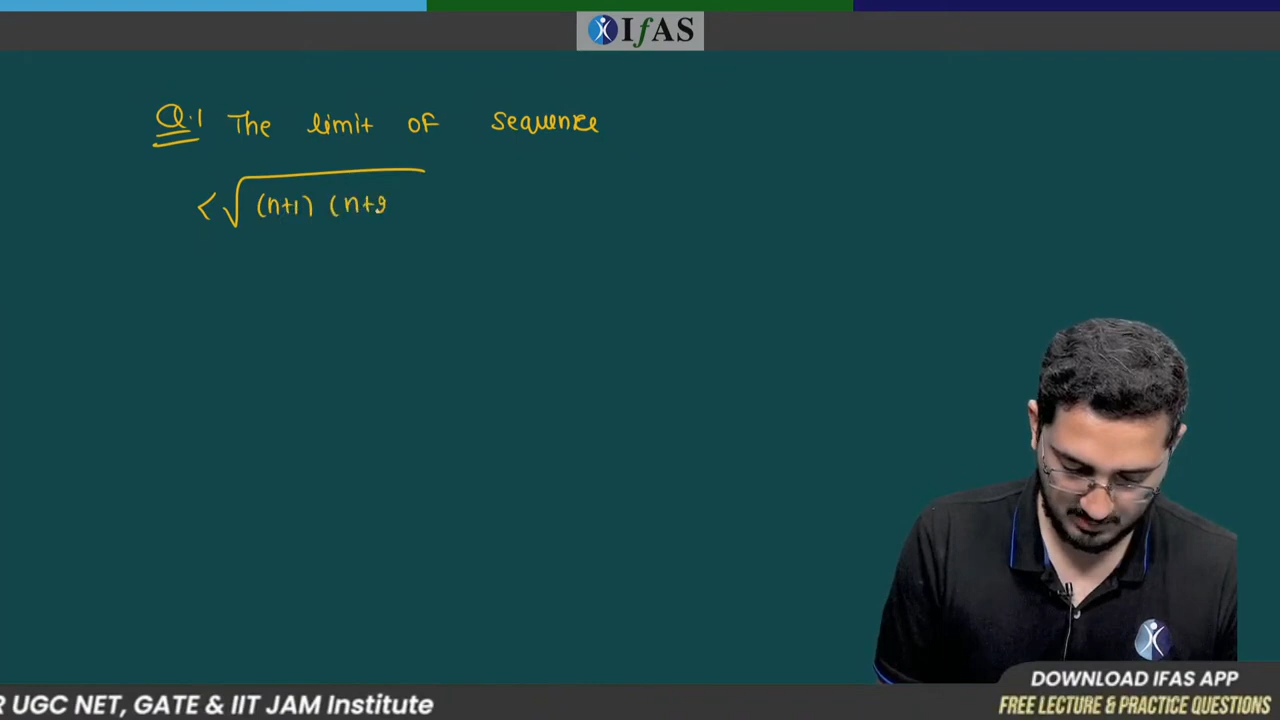 IfAS
Q.1 The limit of sequence
<√(n+1) (n+2
DOWNLOAD IFAS APP
R UGC NET, GATE & IIT JAM Institute
FREE LECTURE & PRACTICE QUESTIONS